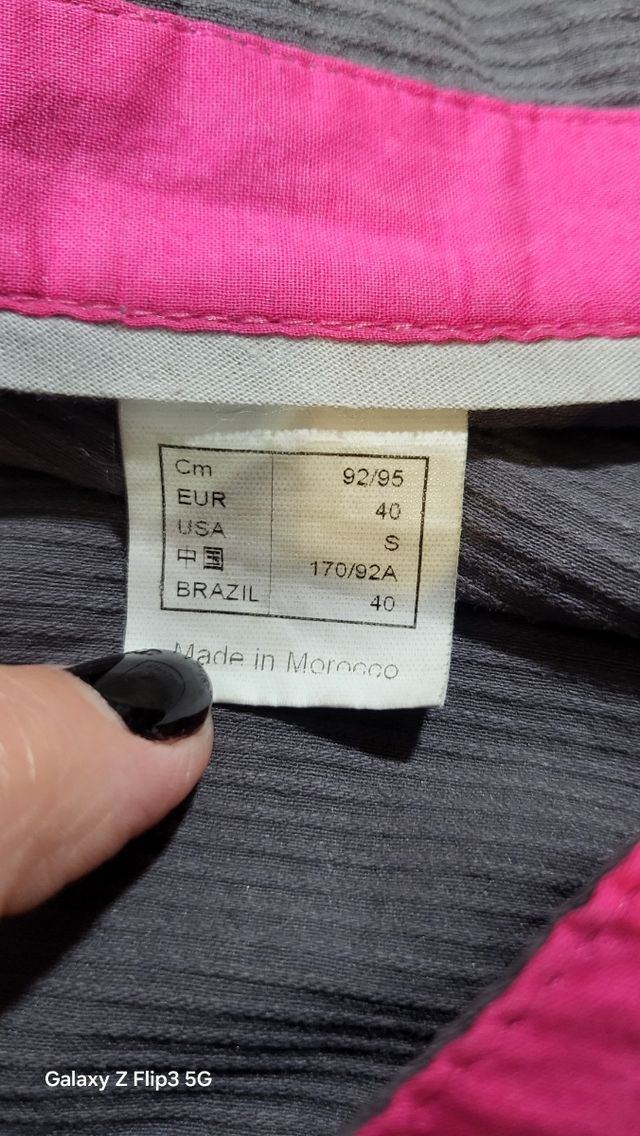 Cm 92/95
EUR 40
USA S
中国 170/92A
BRAZIL 40
Made in Morocco
Galaxy Z Flip3 5G